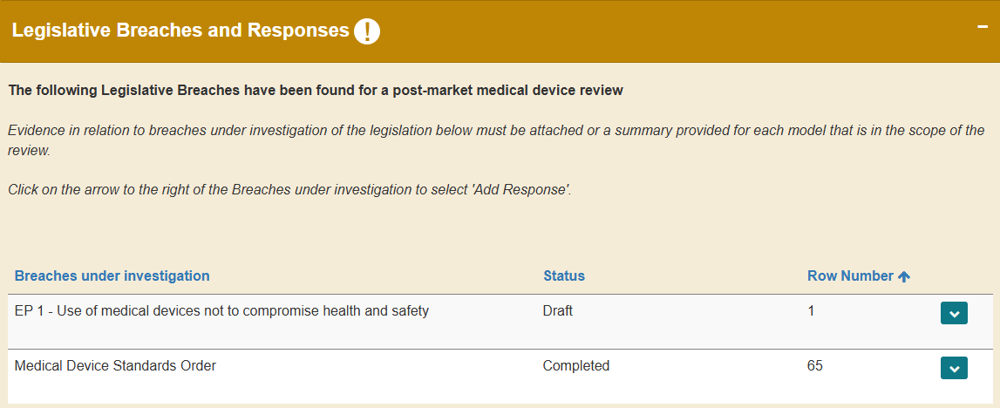 Legislative Breaches and Responses !
The following Legislative Breaches have been found for a post-market medical device review
Evidence in relation to breaches under investigation of the legislation below must be attached or a summary provided for each model that is in the scope of the
review.
Click on the arrow to the right of the Breaches under investigation to select 'Add Response'.
Breaches under investigation Status Row Number
EP 1 - Use of medical devices not to compromise health and safety Draft 1
Medical Device Standards Order Completed 65